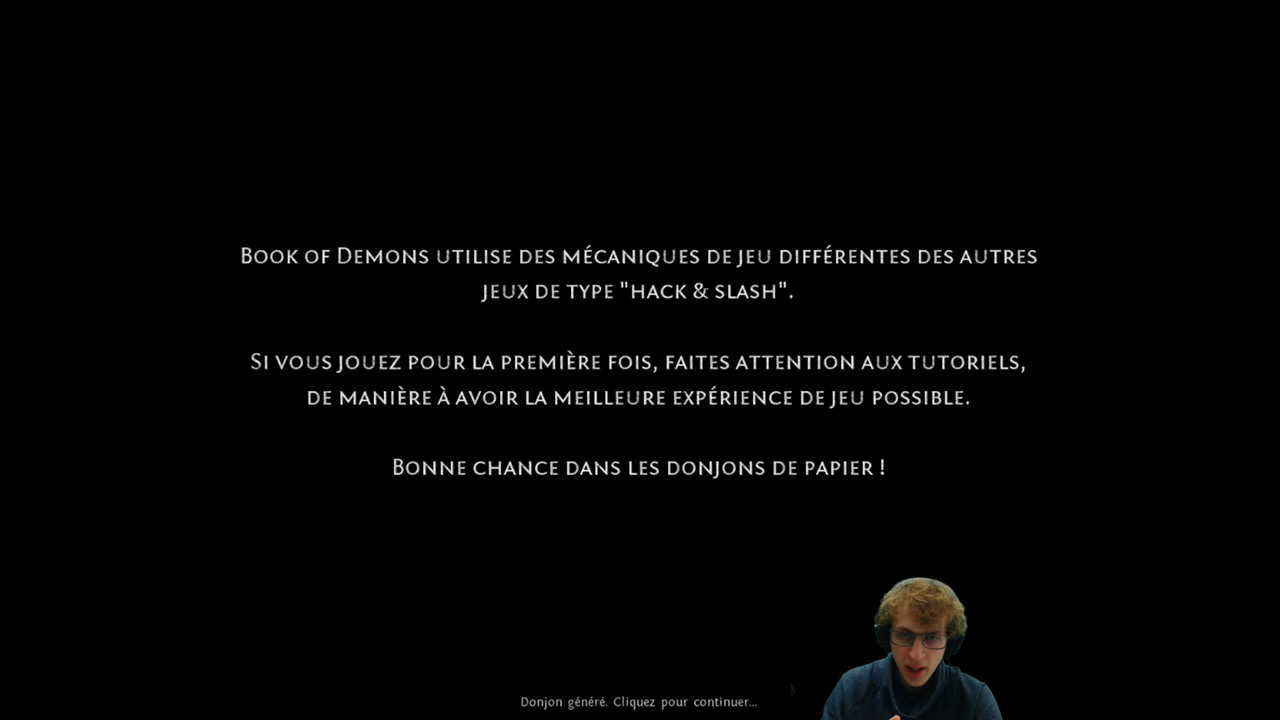 Book of Demons utilise des mécaniques de jeu différentes des autres
jeux de type "hack & slash".
Si vous jouez pour la première fois, faites attention aux tutoriels,
de manière à avoir la meilleure expérience de jeu possible.
Bonne chance dans les donjons de papier !
Donjon généré. Cliquez pour continuer...